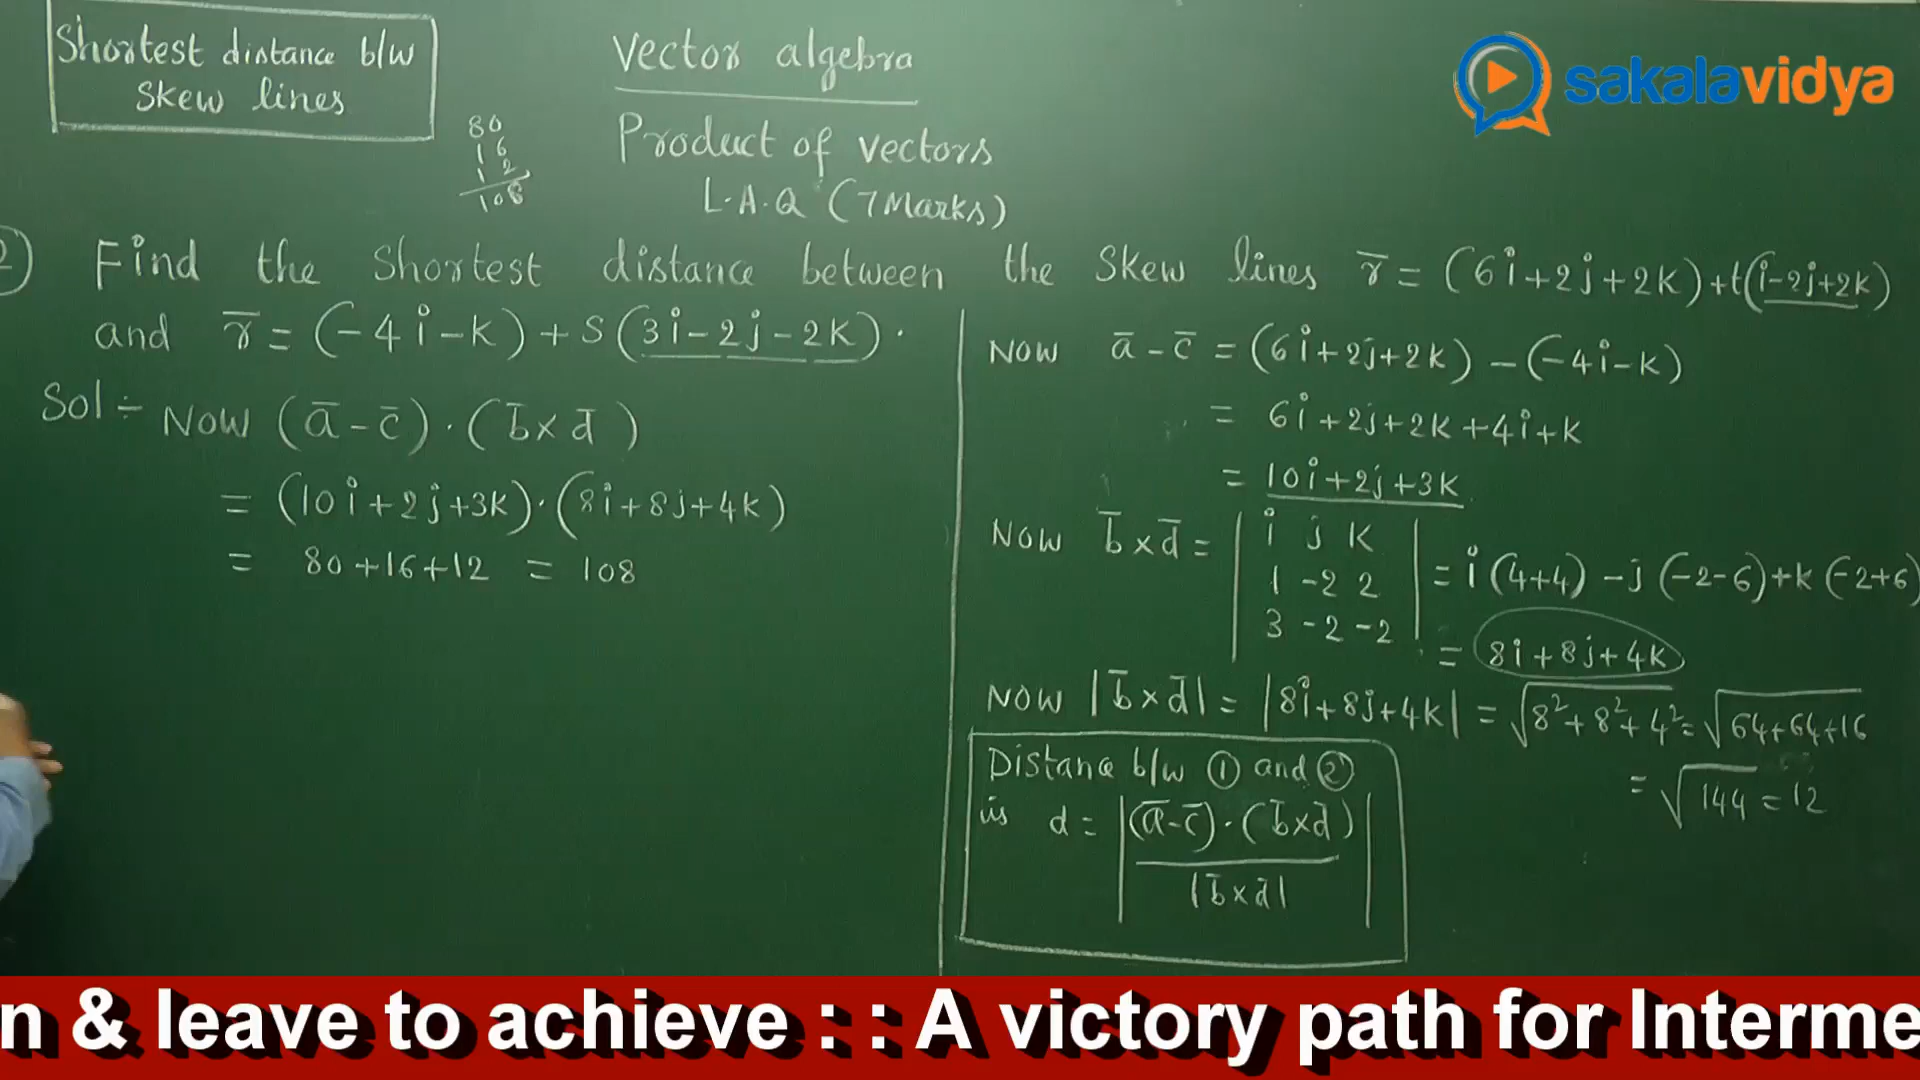 Shortest distance b/w
Skew lines
Vector algebra
sakalavidya
80
16
12
108
Product of vectors
L.A.Q (7 Marks)
2) Find the Shortest distance between the Skew lines r̄ = (6i+2j+2k)+t(i-2j+2k)
and r̄ = (-4i-k)+s(3i-2j-2k).
Sol÷ Now (ā-c̄).(b̄×d̄)
= (10i+2j+3k).(8i+8j+4k)
= 80+16+12 = 108
Now ā-c̄ = (6i+2j+2k)-(-4i-k)
= 6i+2j+2k+4i+k
= 10i+2j+3k
Now b̄×d̄ = | i j k
1 -2 2
3 -2 -2 | = i(4+4)-j(-2-6)+k(-2+6)
= 8i+8j+4k
Now |b̄×d̄| = |8i+8j+4k| = √8²+8²+4² = √64+64+16
= √144 = 12
Distance b/w ① and ②
is d = |(ā-c̄).(b̄×d̄)
|b̄×d̄| |
n & leave to achieve : : A victory path for Interme